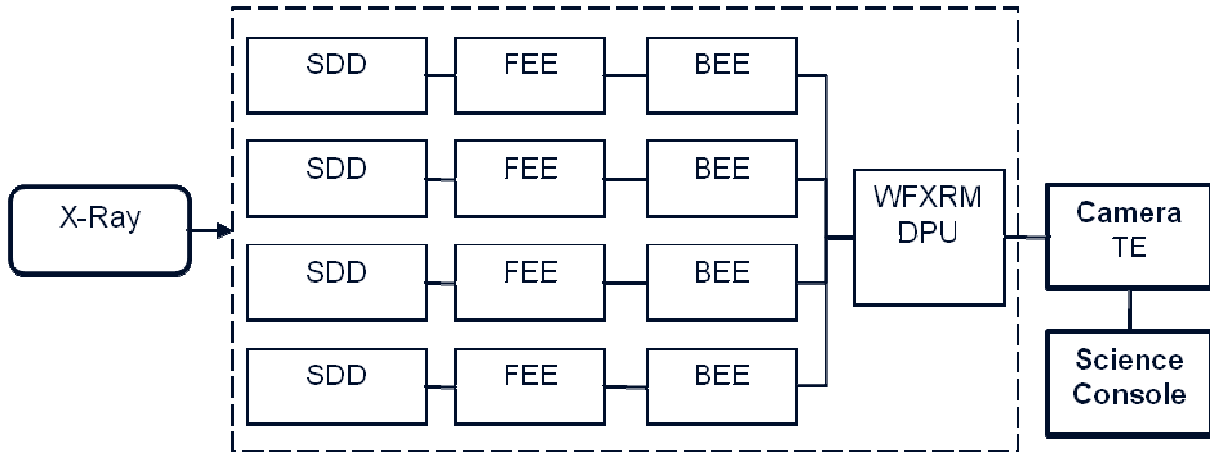 SDD FEE BEE
SDD FEE BEE
X-Ray
WFXRM
DPU
Camera
TE
SDD FEE BEE
SDD FEE BEE
Science
Console